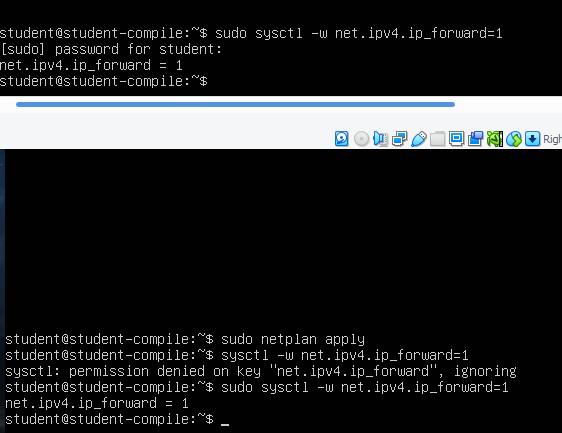 student@student-compile:~$ sudo sysctl -w net.ipv4.ip_forward=1
[sudo] password for student:
net.ipv4.ip_forward = 1
student@student-compile:~$
Righ
student@student-compile:~$ sudo netplan apply
student@student-compile:~$ sysctl -w net.ipv4.ip_forward=1
sysctl: permission denied on key "net.ipv4.ip_forward", ignoring
student@student-compile:~$ sudo sysctl -w net.ipv4.ip_forward=1
net.ipv4.ip_forward = 1
student@student-compile:~$ _